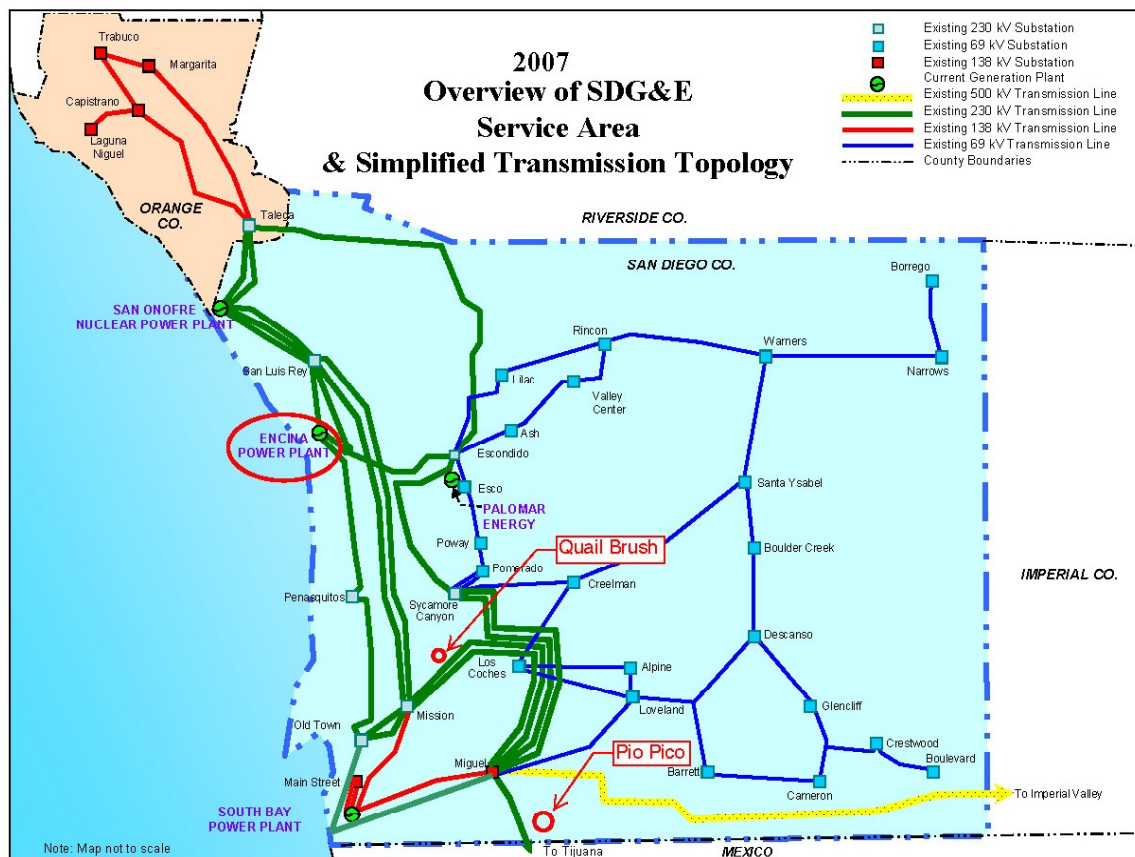 2007
Overview of SDG&E
Service Area
& Simplified Transmission Topology
Existing 230 kV Substation
Existing 69 kV Substation
Existing 138 kV Substation
Current Generation Plant
Existing 500 kV Transmission Line
Existing 230 kV Transmission Line
Existing 138 kV Transmission Line
Existing 69 kV Transmission Line
County Boundaries
Trabuco
Margarita
Capistrano
Laguna
Niguel
ORANGE
CO.
Talega
RIVERSIDE CO.
SAN DIEGO CO.
Borrego
SAN ONOFRE
NUCLEAR POWER PLANT
Rincon
Warners
Narrows
San Luis Rey
Lilac
Valley
Center
ENCINA
POWER PLANT
Ash
Escondido
Esco
PALOMAR
ENERGY
Santa Ysabel
Poway
Quail Brush
Boulder Creek
Pomerado
Creelman
IMPERIAL CO.
Penasquitos
Sycamore
Canyon
Descanso
Los
Coches
Alpine
Loveland
Glencliff
Mission
Old Town
Crestwood
Pio Pico
Miguel
Main Street
Barrett
Boulevard
Cameron
To Imperial Valley
SOUTH BAY
POWER PLANT
Note: Map not to scale
To Tijuana
MEXICO